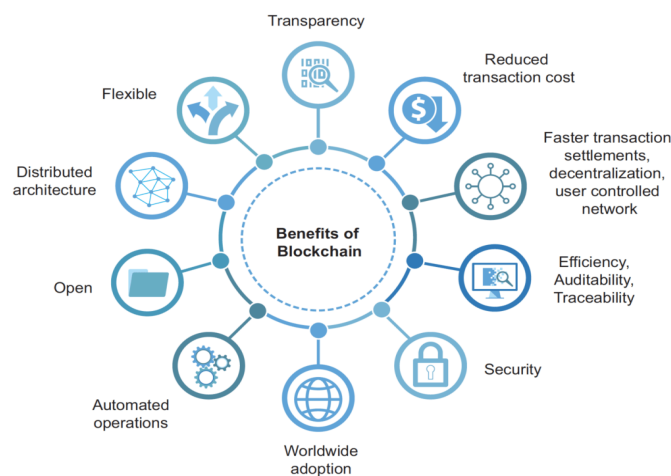 Transparency
Reduced
transaction cost
Faster transaction
settlements,
decentralization,
user controlled
network
Efficiency,
Auditability,
Traceability
Security
Worldwide
adoption
Automated
operations
Open
Distributed
architecture
Flexible
Benefits of
Blockchain